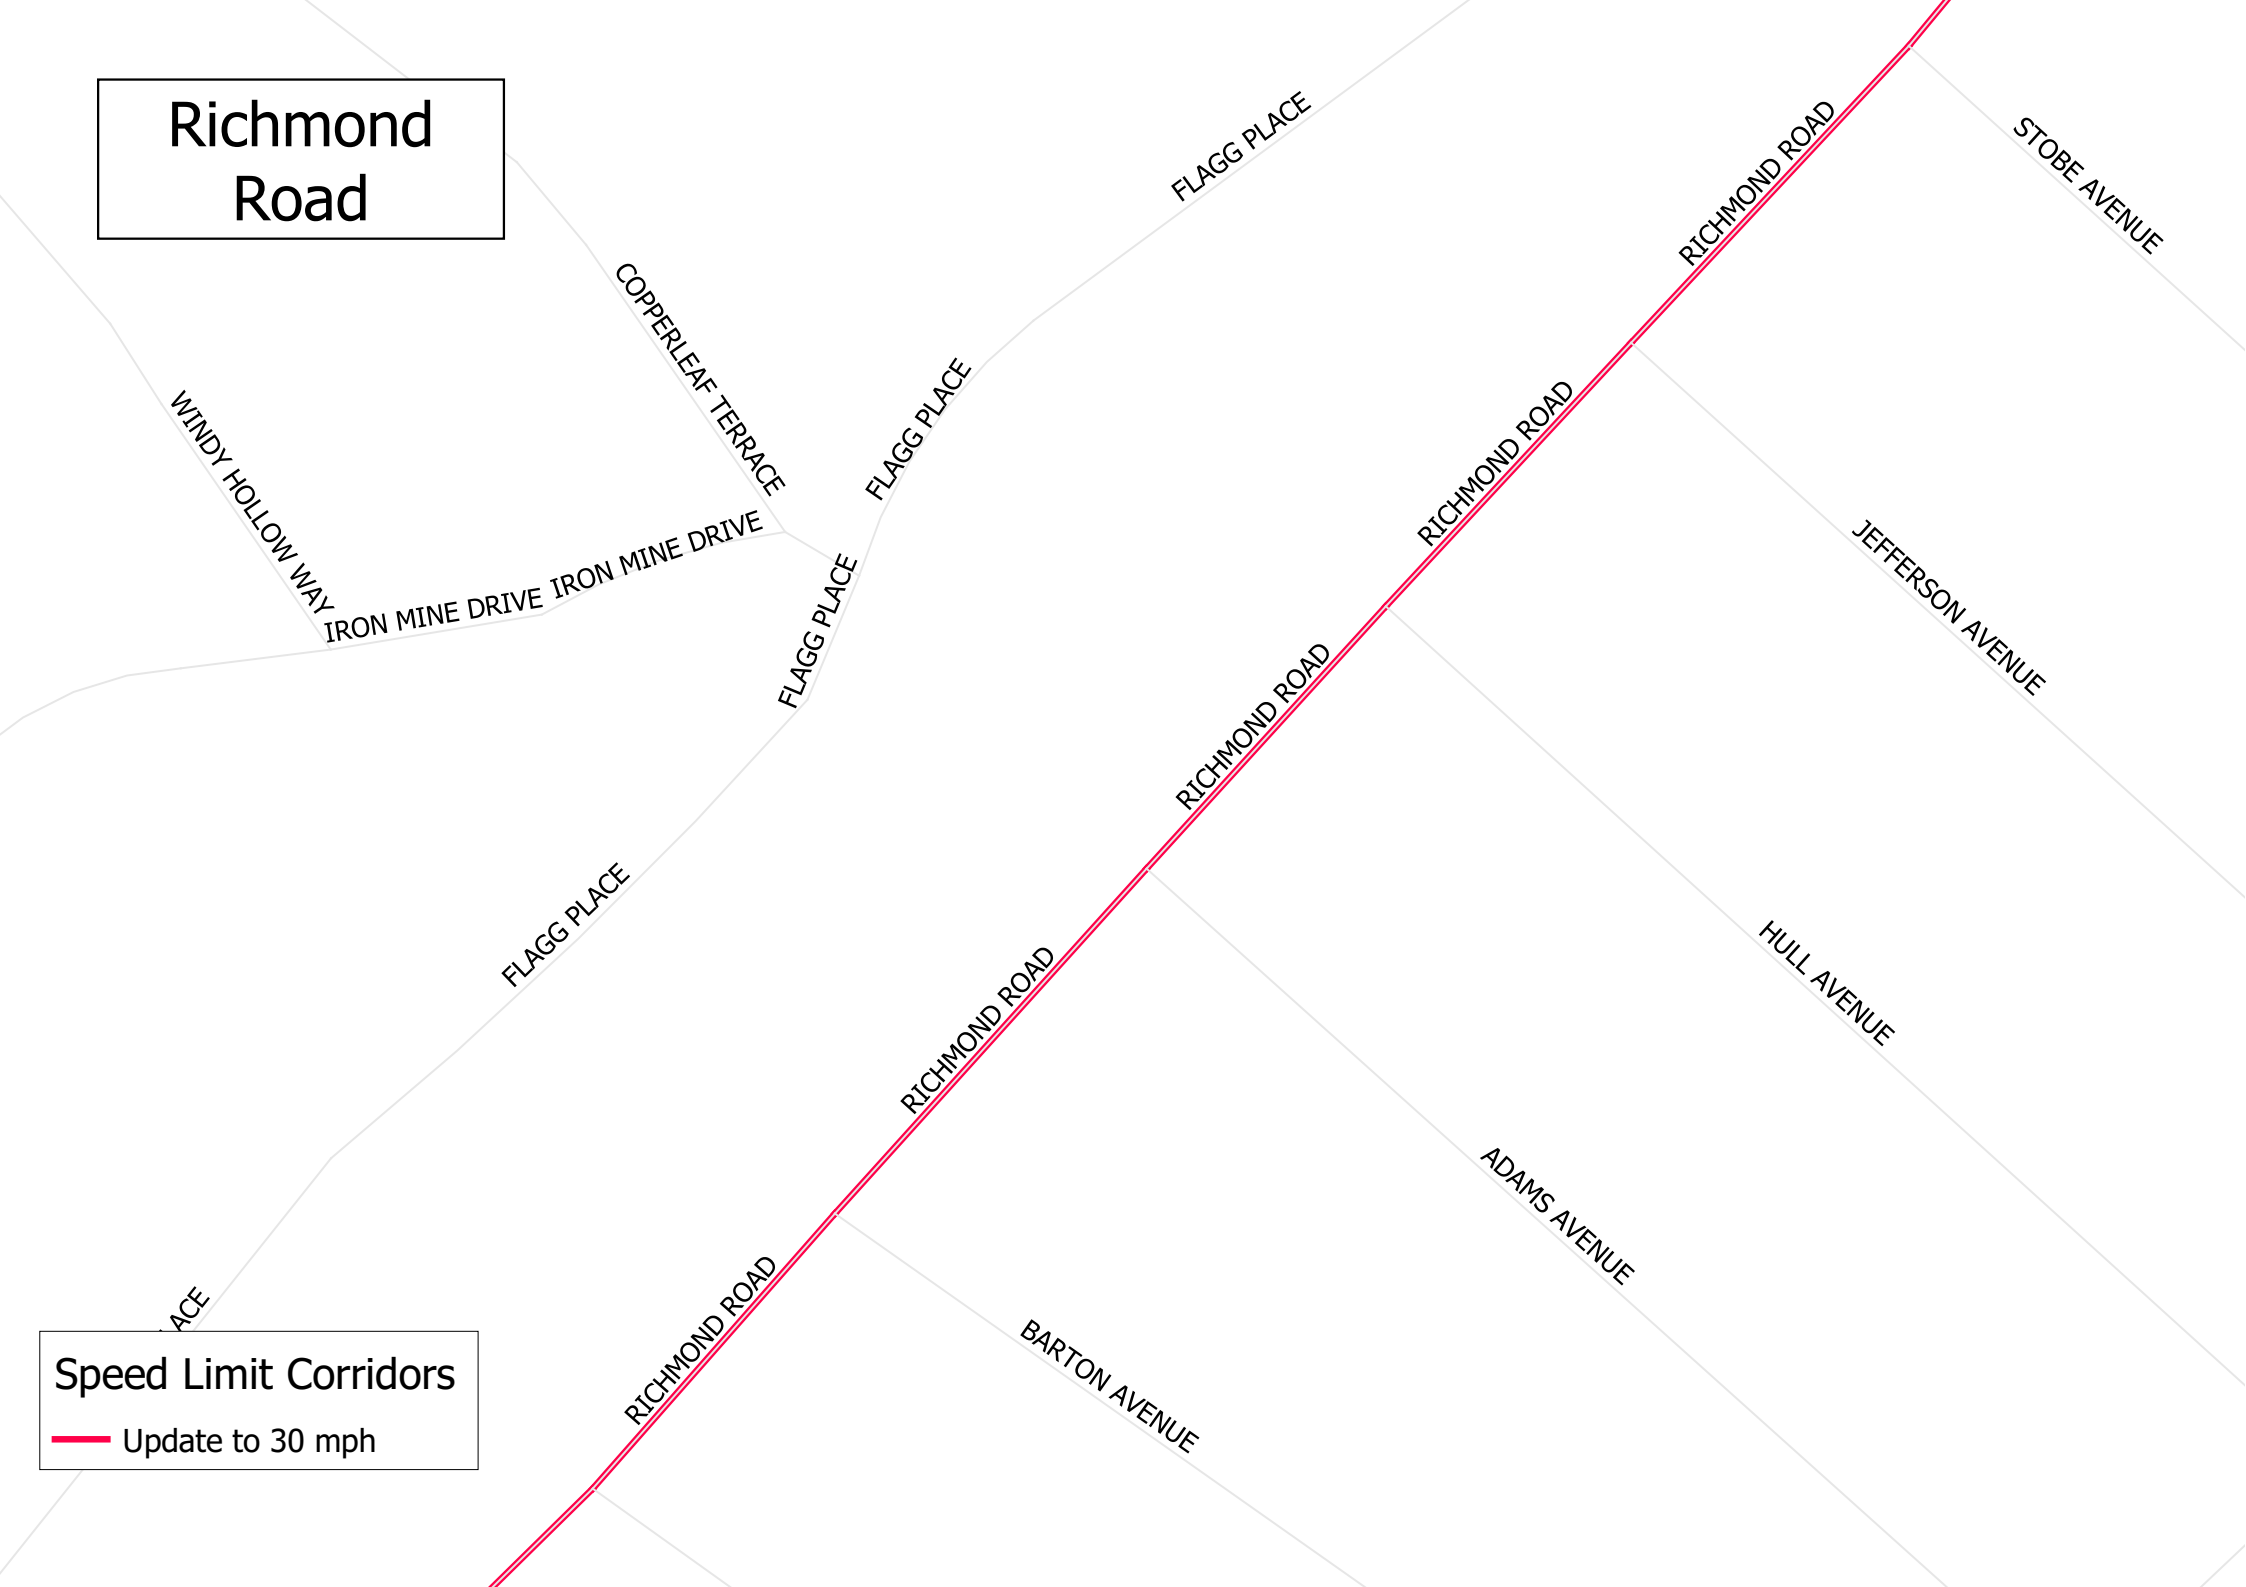 Richmond
Road
FLAGG PLACE
RICHMOND ROAD
STOBE AVENUE
COPPERLEAF TERRACE
FLAGG PLACE
WINDY HOLLOW WAY
RICHMOND ROAD
IRON MINE DRIVE
IRON MINE DRIVE
FLAGG PLACE
JEFFERSON AVENUE
RICHMOND ROAD
FLAGG PLACE
HULL AVENUE
RICHMOND ROAD
ADAMS AVENUE
RICHMOND ROAD
BARTON AVENUE
LACE
Speed Limit Corridors
Update to 30 mph